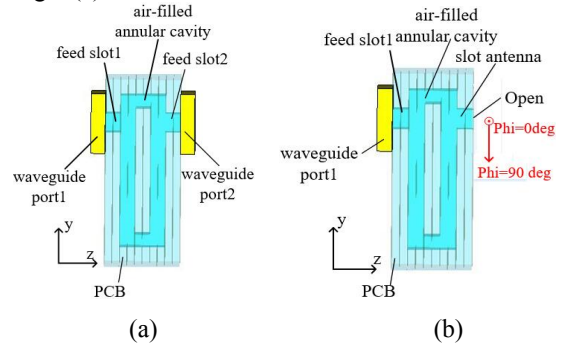 air-filled
annular cavity
feed slot1
feed slot2
waveguide
port1
waveguide
port2
y
z
PCB
(a)
air-filled
annular cavity
feed slot1
slot antenna
Open
Phi=0deg
Phi=90 deg
waveguide
port1
y
z
PCB
(b)